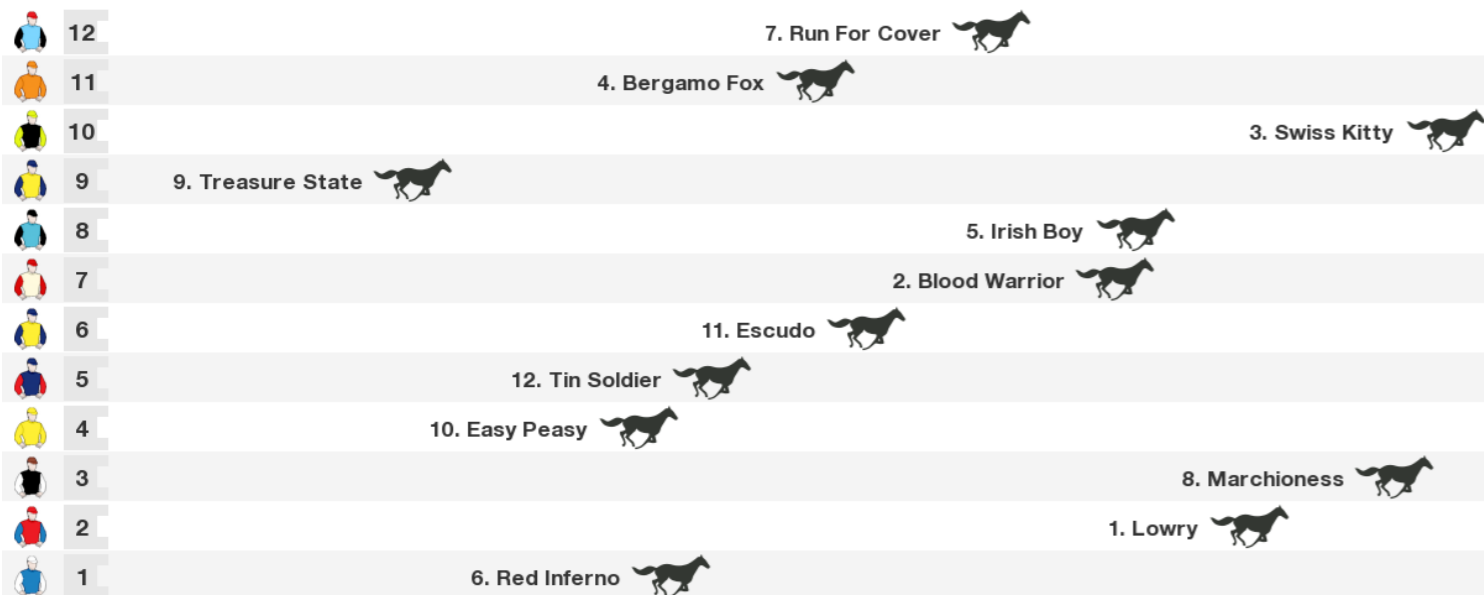 12 7. Run For Cover
11 4. Bergamo Fox
10 3. Swiss Kitty
9 9. Treasure State
8 5. Irish Boy
7 2. Blood Warrior
6 11. Escudo
5 12. Tin Soldier
4 10. Easy Peasy
3 8. Marchioness
2 1. Lowry
1 6. Red Inferno